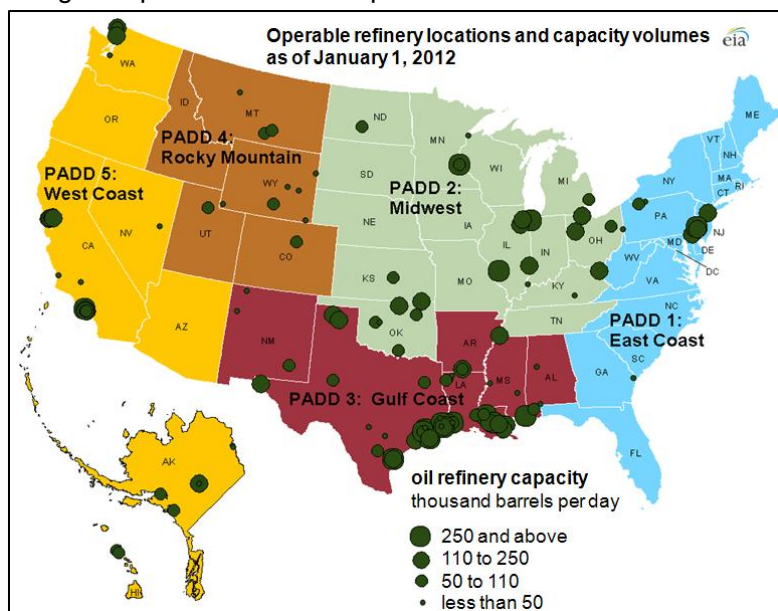 Operable refinery locations and capacity volumes
as of January 1, 2012
eia
WA
OR
ID
MT
ND
MN
WI
MI
ME
VT
NH
MA
RI
CT
NY
PADD 4:
Rocky Mountain
PADD 5:
West Coast
PADD 2:
Midwest
SD
WY
NE
IA
IL
IN
OH
PA
NJ
DE
MD
DC
WV
VA
NV
UT
CO
CA
KS
MO
KY
TN
NC
SC
PADD 1:
East Coast
AZ
NM
OK
AR
LA
MS
AL
GA
FL
PADD 3: Gulf Coast
TX
AK
HI
oil refinery capacity
thousand barrels per day
250 and above
110 to 250
50 to 110
less than 50